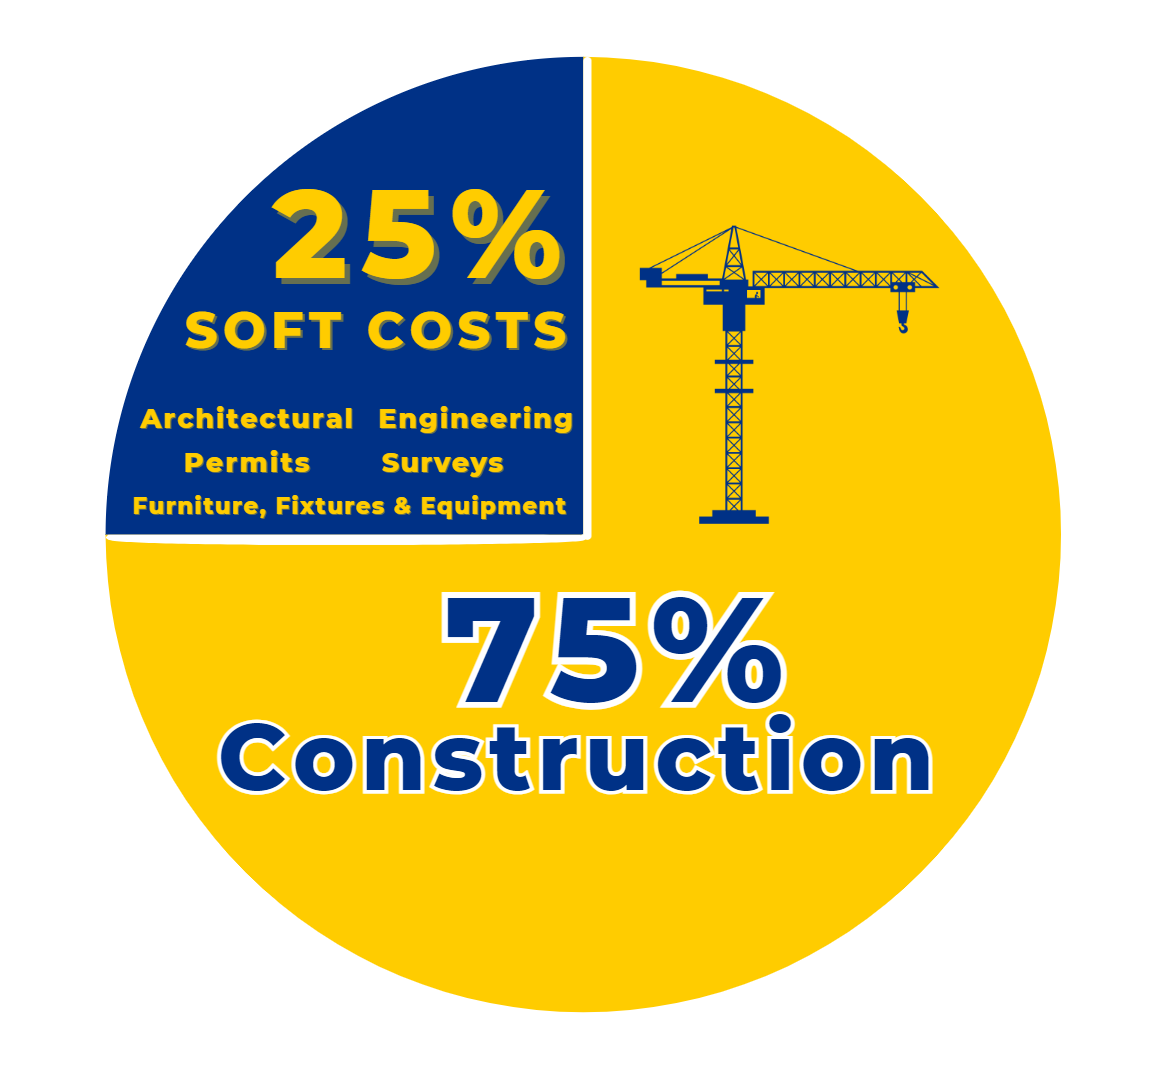 25%
SOFT COSTS
Architectural Engineering
Permits Surveys
Furniture, Fixtures & Equipment
75%
Construction